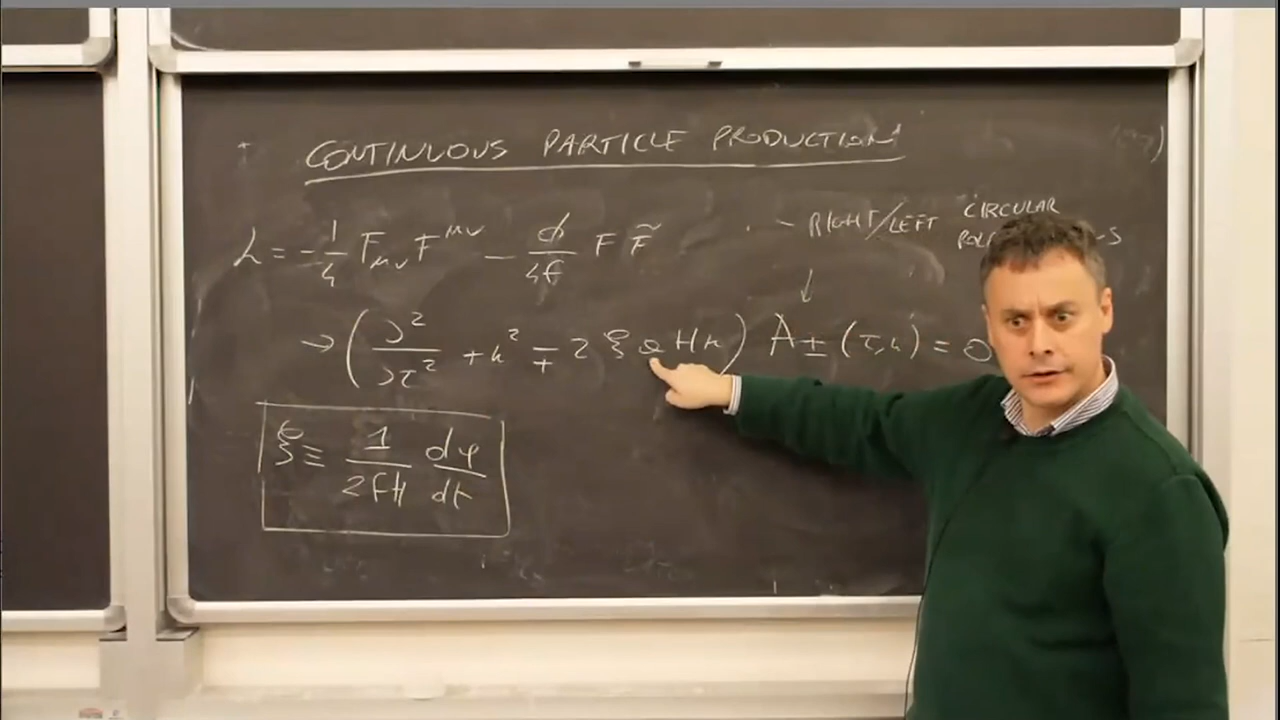 CONTINUOUS PARTICLE PRODUCTION
L = -1/4 F_μν F^μν - ϕ/4f F F̃
- RIGHT/LEFT CIRCULAR
→ (∂²/∂τ² + k² ∓ 2 ξ a H k) A± (τ, k) = 0
ξ ≡ 1/2fH dφ/dt